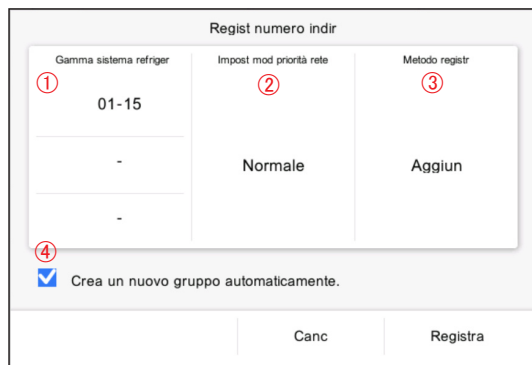 Regist numero indir
Gamma sistema refriger
Impost mod priorità rete
Metodo registr
①
②
③
01-15
-
-
Normale
Aggiun
④
Crea un nuovo gruppo automaticamente.
Canc
Registra